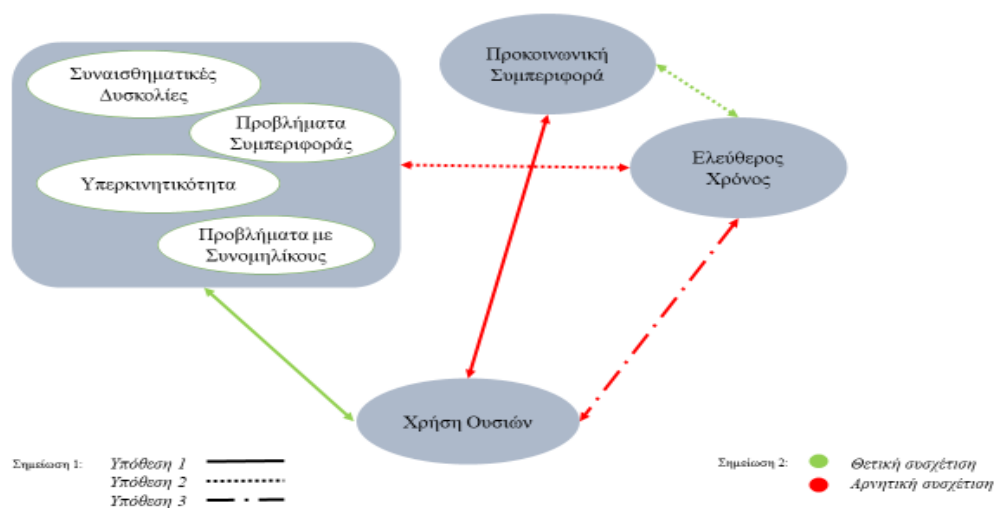 Συναισθηματικές
Δυσκολίες
Προβλήματα
Συμπεριφοράς
Υπερκινητικότητα
Προβλήματα με
Συνομηλίκους
Προκοινωνική
Συμπεριφορά
Ελεύθερος
Χρόνος
Χρήση Ουσιών
Σημείωση 1: Υπόθεση 1
Υπόθεση 2
Υπόθεση 3
Σημείωση 2: Θετική συσχέτιση
Αρνητική συσχέτιση